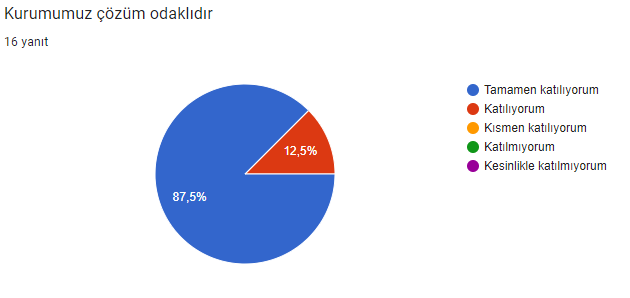 Kurumumuz çözüm odaklıdır
16 yanıt
Tamamen katılıyorum
Katılıyorum
Kısmen katılıyorum
Katılmıyorum
Kesinlikle katılmıyorum
12,5%
87,5%